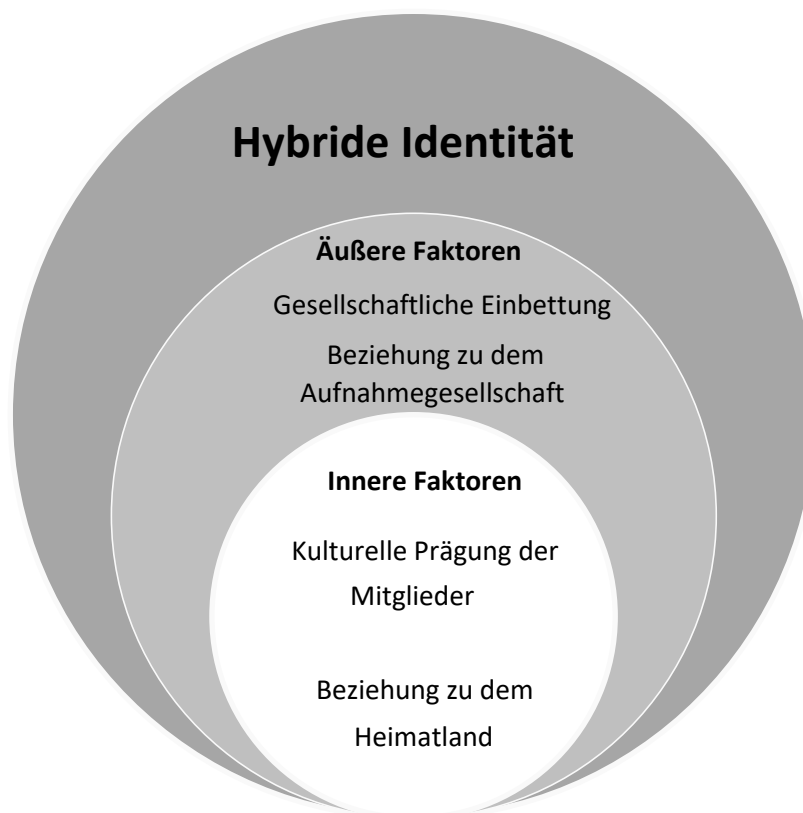 Hybride Identität
Äußere Faktoren
Gesellschaftliche Einbettung
Beziehung zu dem
Aufnahmegesellschaft
Innere Faktoren
Kulturelle Prägung der
Mitglieder
Beziehung zu dem
Heimatland